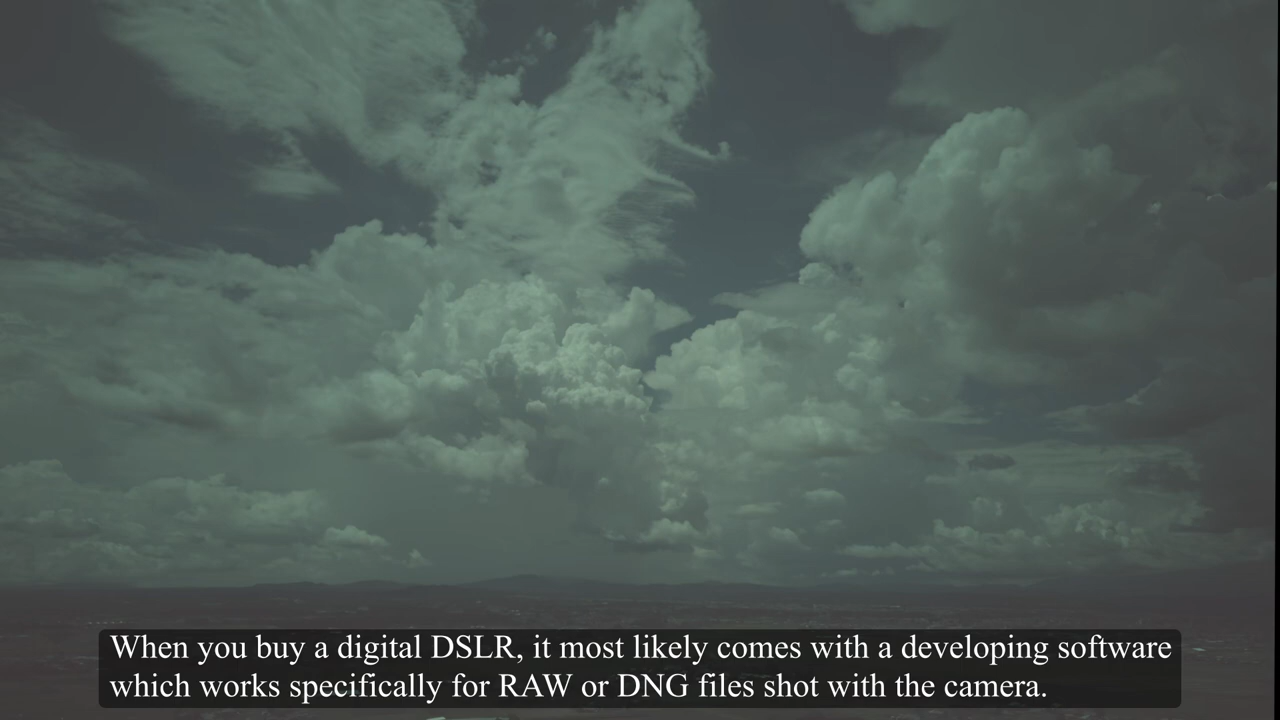 When you buy a digital DSLR, it most likely comes with a developing software
which works specifically for RAW or DNG files shot with the camera.